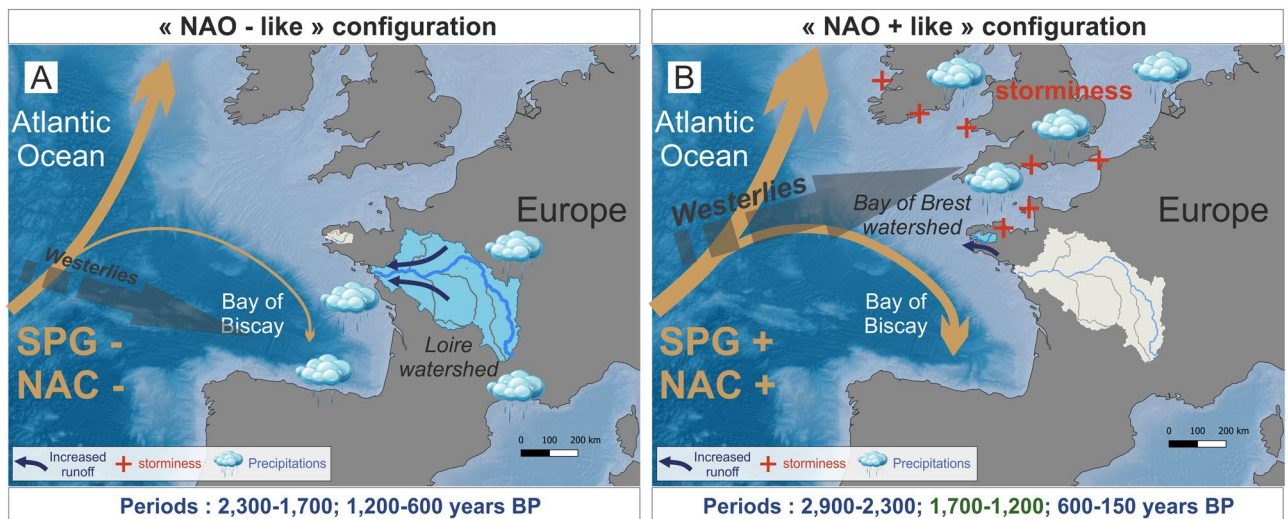 « NAO - like » configuration
A
Atlantic
Ocean
Westerlies
Bay of
Biscay
SPG -
NAC -
Loire
watershed
Europe
0 100 200 km
Increased
runoff
storminess
Precipitations
Periods : 2,300-1,700; 1,200-600 years BP
« NAO + like » configuration
B
Atlantic
Ocean
storminess
Westerlies
Bay of Brest
watershed
Europe
Bay of
Biscay
SPG +
NAC +
0 100 200 km
Increased
runoff
storminess
Precipitations
Periods : 2,900-2,300; 1,700-1,200; 600-150 years BP